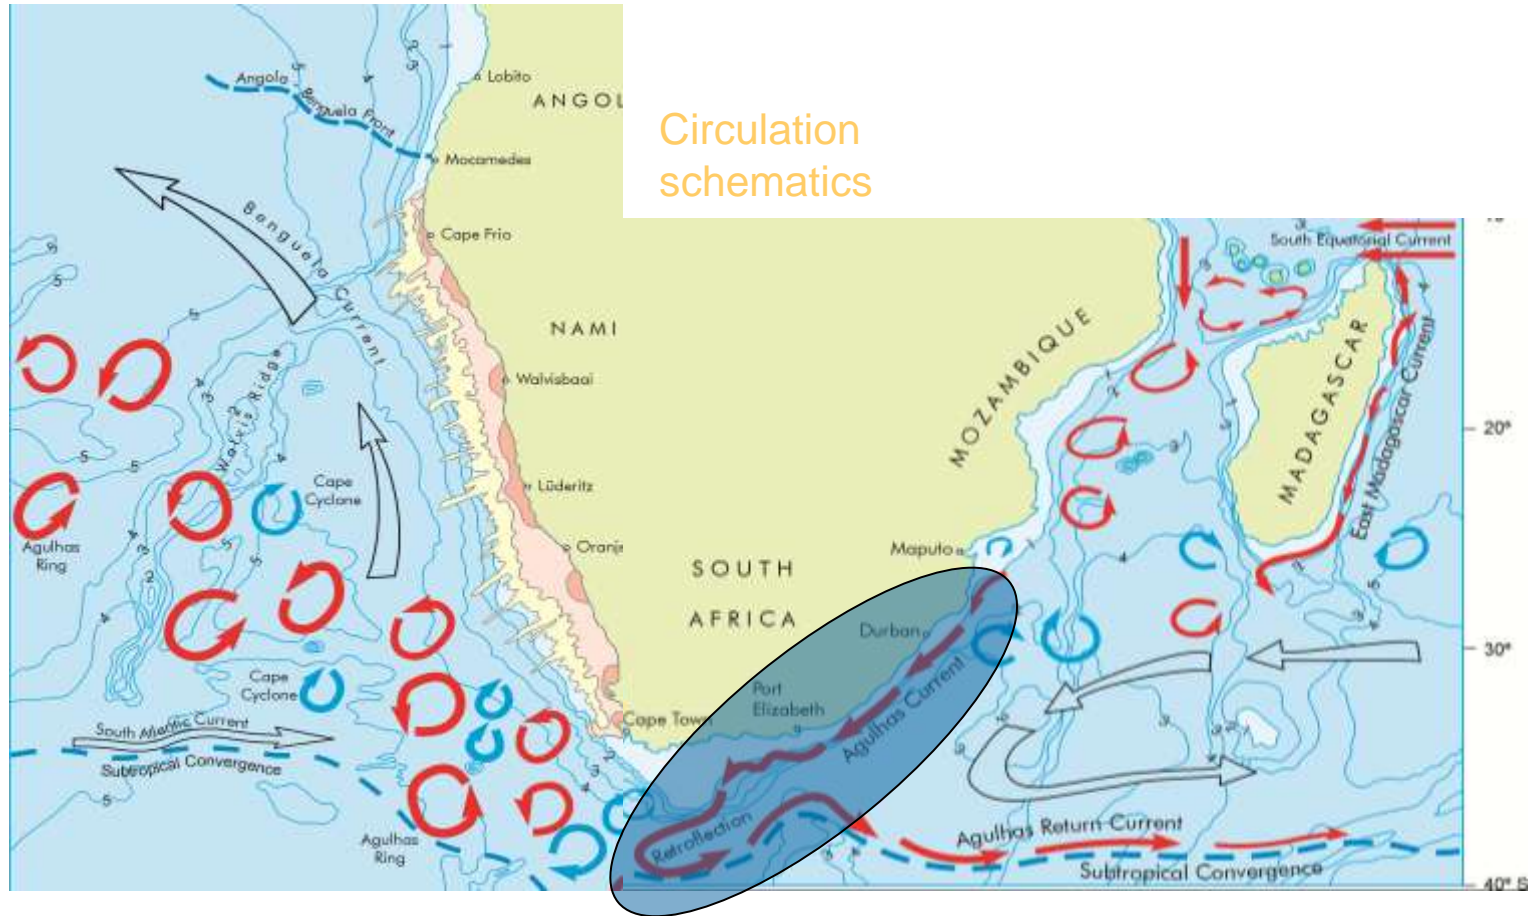 Circulation
schematics
Lobito
ANGOL
Angola - Benguela Front
Mocamedes
Cape Frio
Benguela Current
NAMI
Walvisbaai
Walvis Ridge
Cape
Cyclone
Lüderitz
Agulhas
Ring
Oranje
SOUTH
AFRICA
Cape
Cyclone
South Atlantic Current
Subtropical Convergence
Cape Town
Port
Elizabeth
Durban
Maputo
MOZAMBIQUE
MADAGASCAR
South Equatorial Current
East Madagascar Current
Agulhas Current
Retroflection
Agulhas
Ring
Agulhas Return Current
Subtropical Convergence
20°
30°
40° S